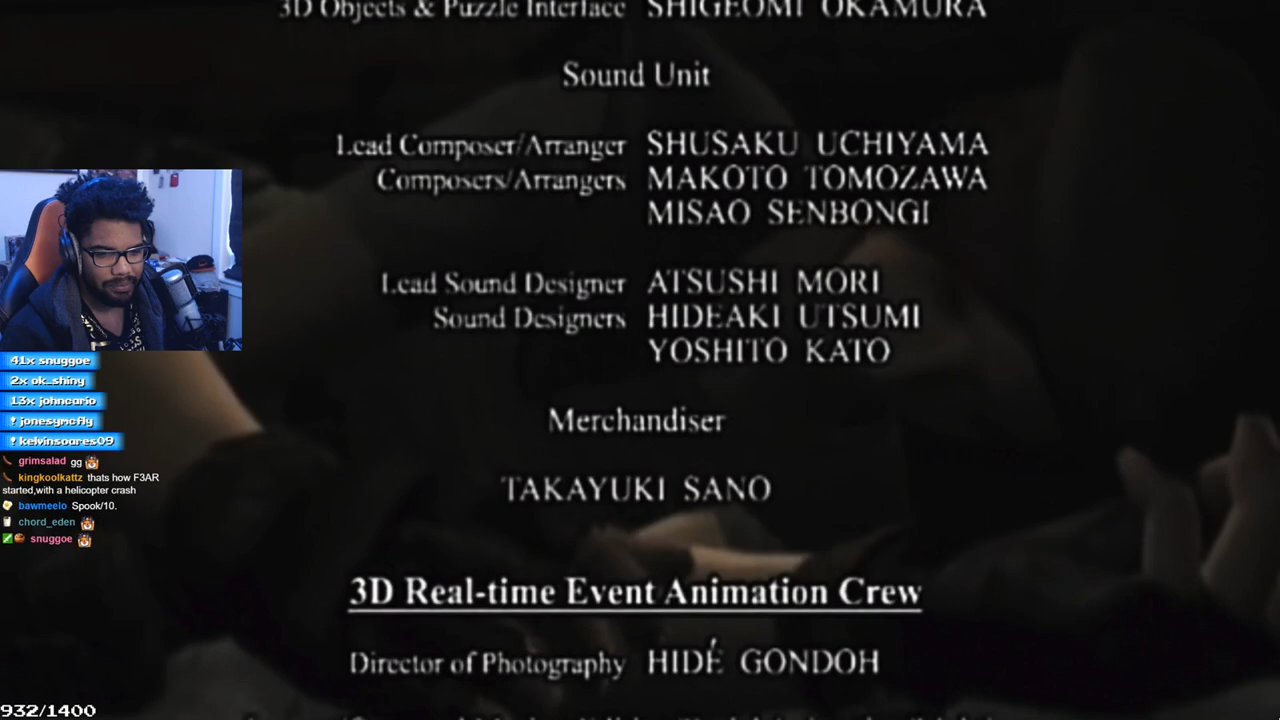 3D Objects & Puzzle Interface SHIGEOMI OKAMURA
Sound Unit
Lead Composer/Arranger SHUSAKU UCHIYAMA
Composers/Arrangers MAKOTO TOMOZAWA
MISAO SENBONGI
Lead Sound Designer ATSUSHI MORI
Sound Designers HIDEAKI UTSUMI
YOSHITO KATO
Merchandiser
TAKAYUKI SANO
3D Real-time Event Animation Crew
Director of Photography HIDÉ GONDOH
41x snuggoe
2x ok_shiny
13x johncario
! jonesymcfly
! kelvinsoares09
grimsalad gg
kingkoolkattz thats how F3AR
started,with a helicopter crash
bawmeelo Spook/10.
chord_eden
snuggoe
932/1400